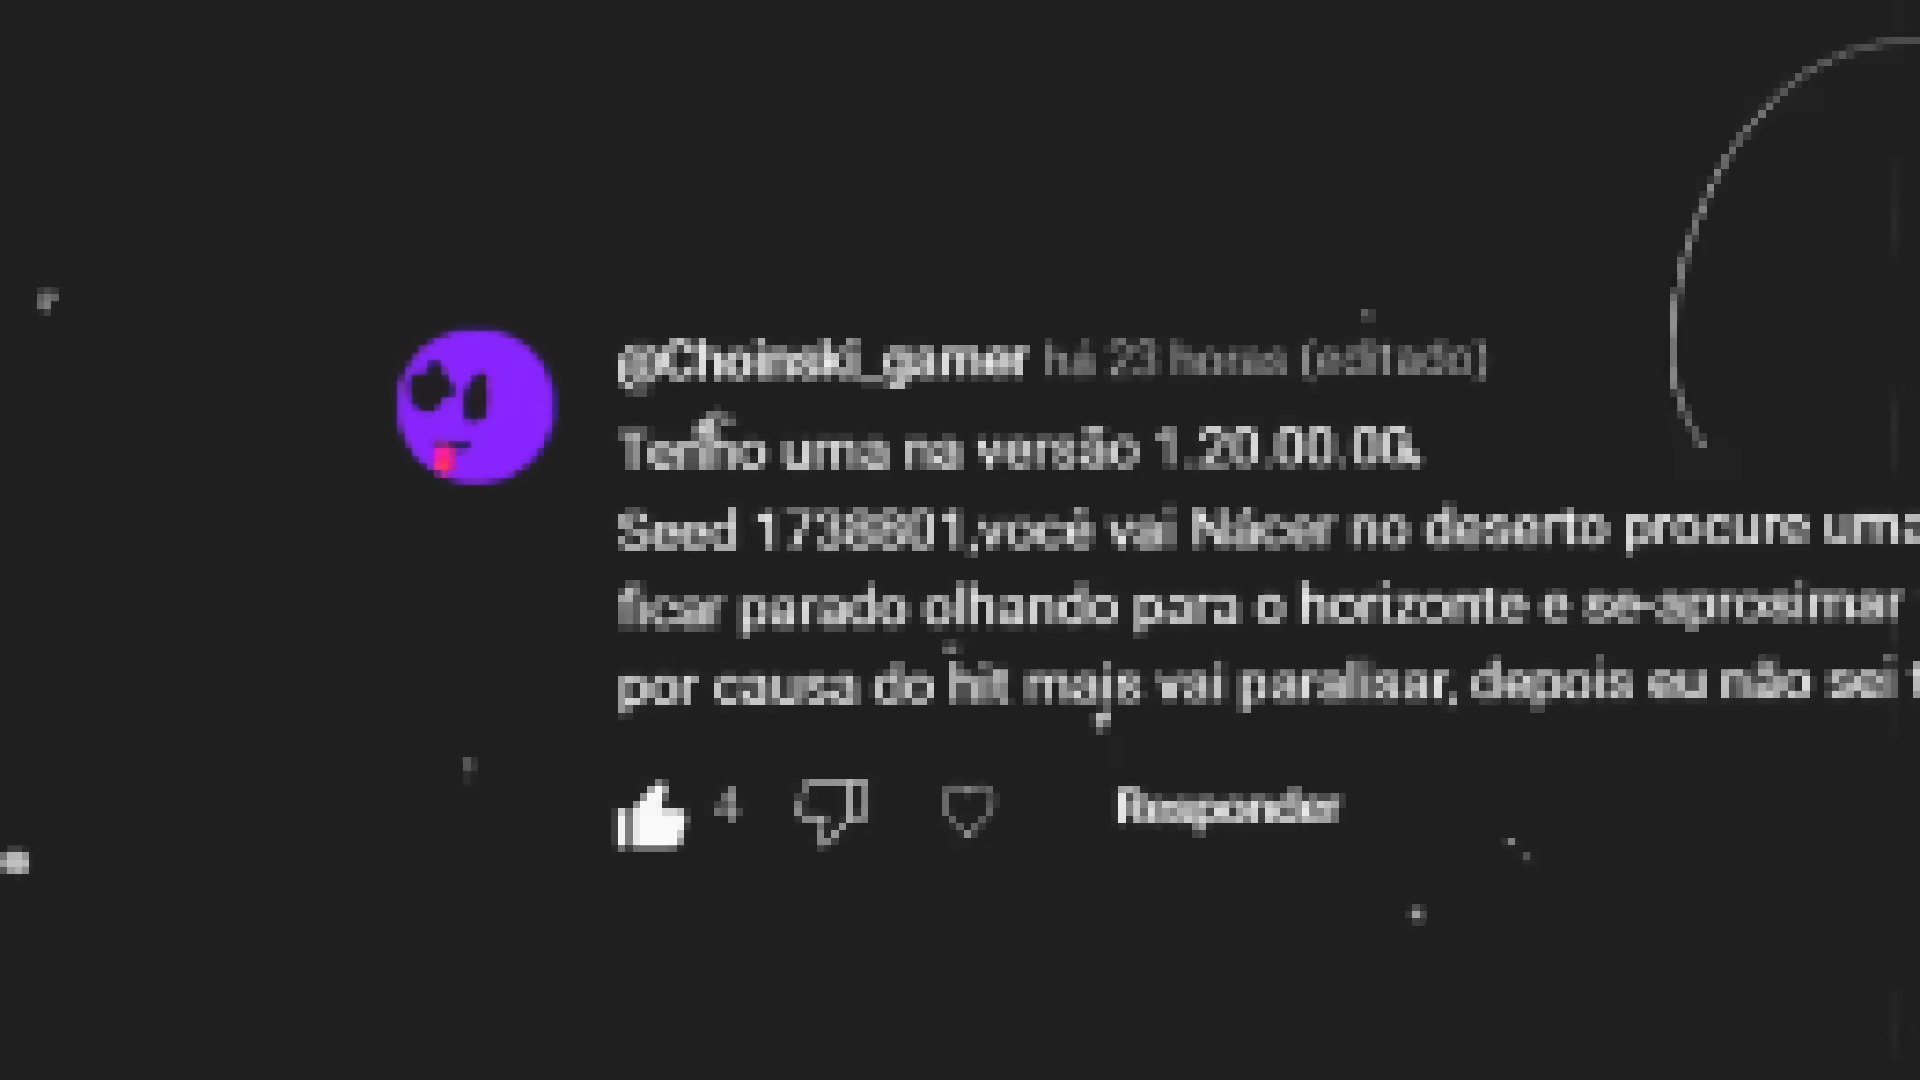 @Choinski_gamer há 23 horas (editado)
Tenho uma na versão 1.20.00.00.
Seed 1738801,você vai Nácer no deserto procure uma
ficar parado olhando para o horizonte e se-aprosimar
por causa do hit mais vai paralisar, depois eu não sei
4 Responder